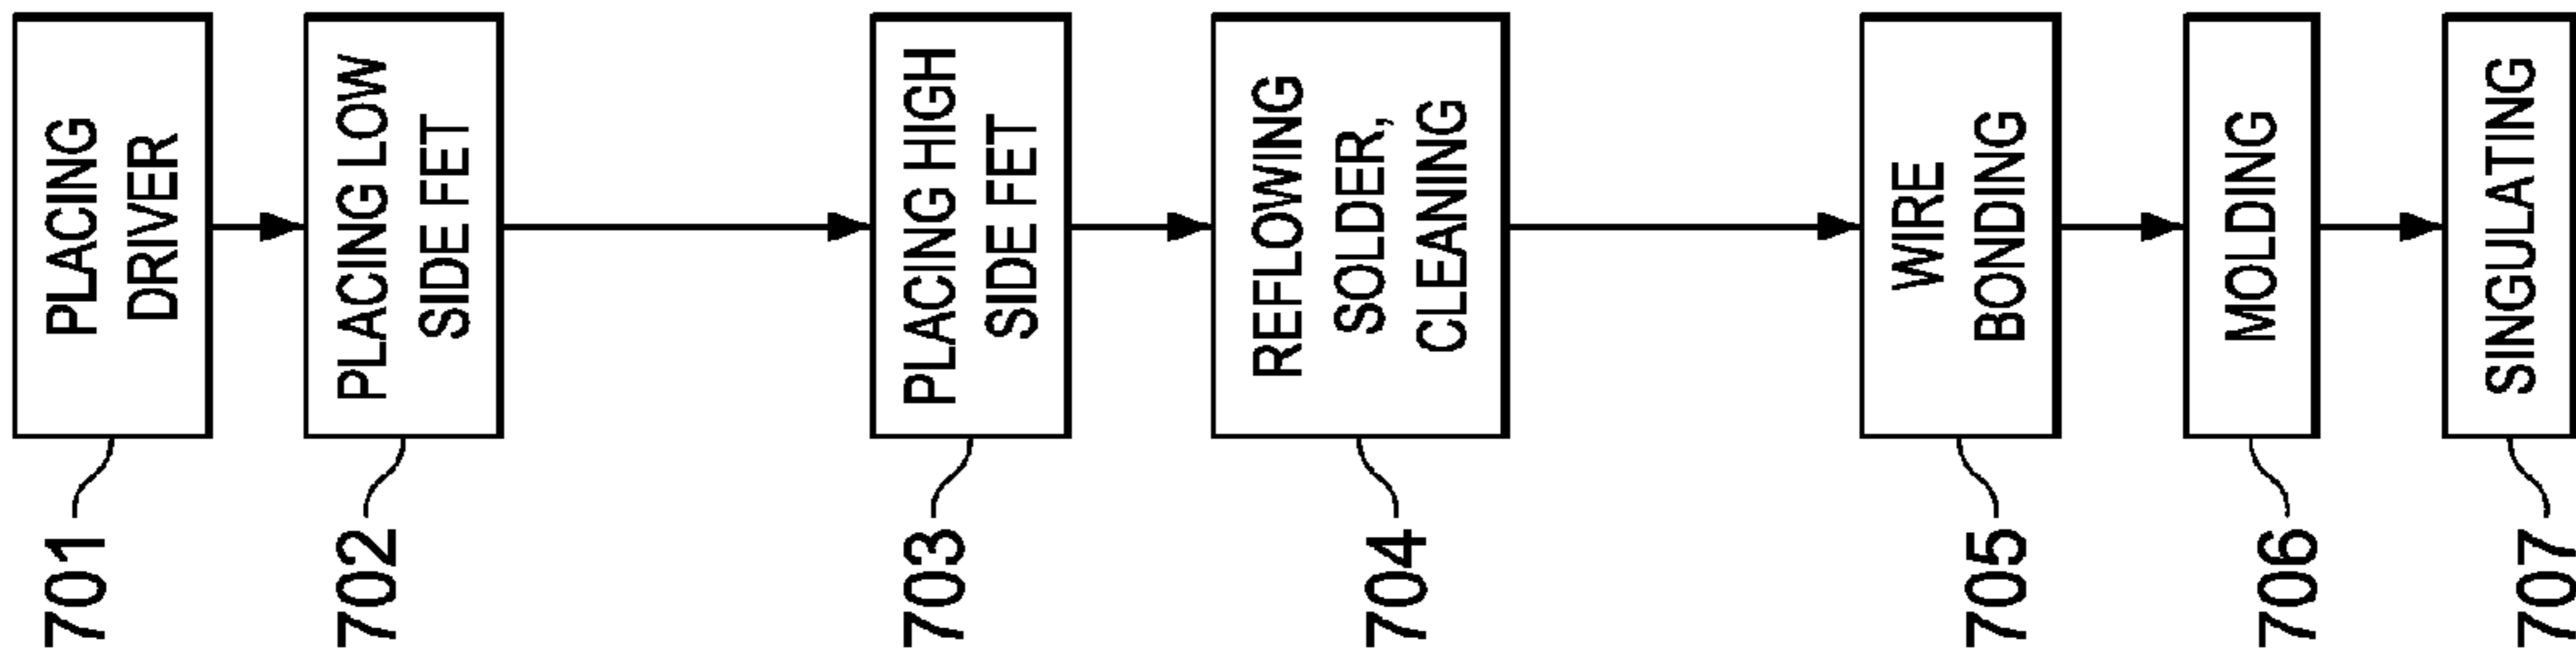 701
PLACING
DRIVER
702
PLACING LOW
SIDE FET
703
PLACING HIGH
SIDE FET
704
REFLOWING
SOLDER,
CLEANING
705
WIRE
BONDING
706
MOLDING
707
SINGULATING